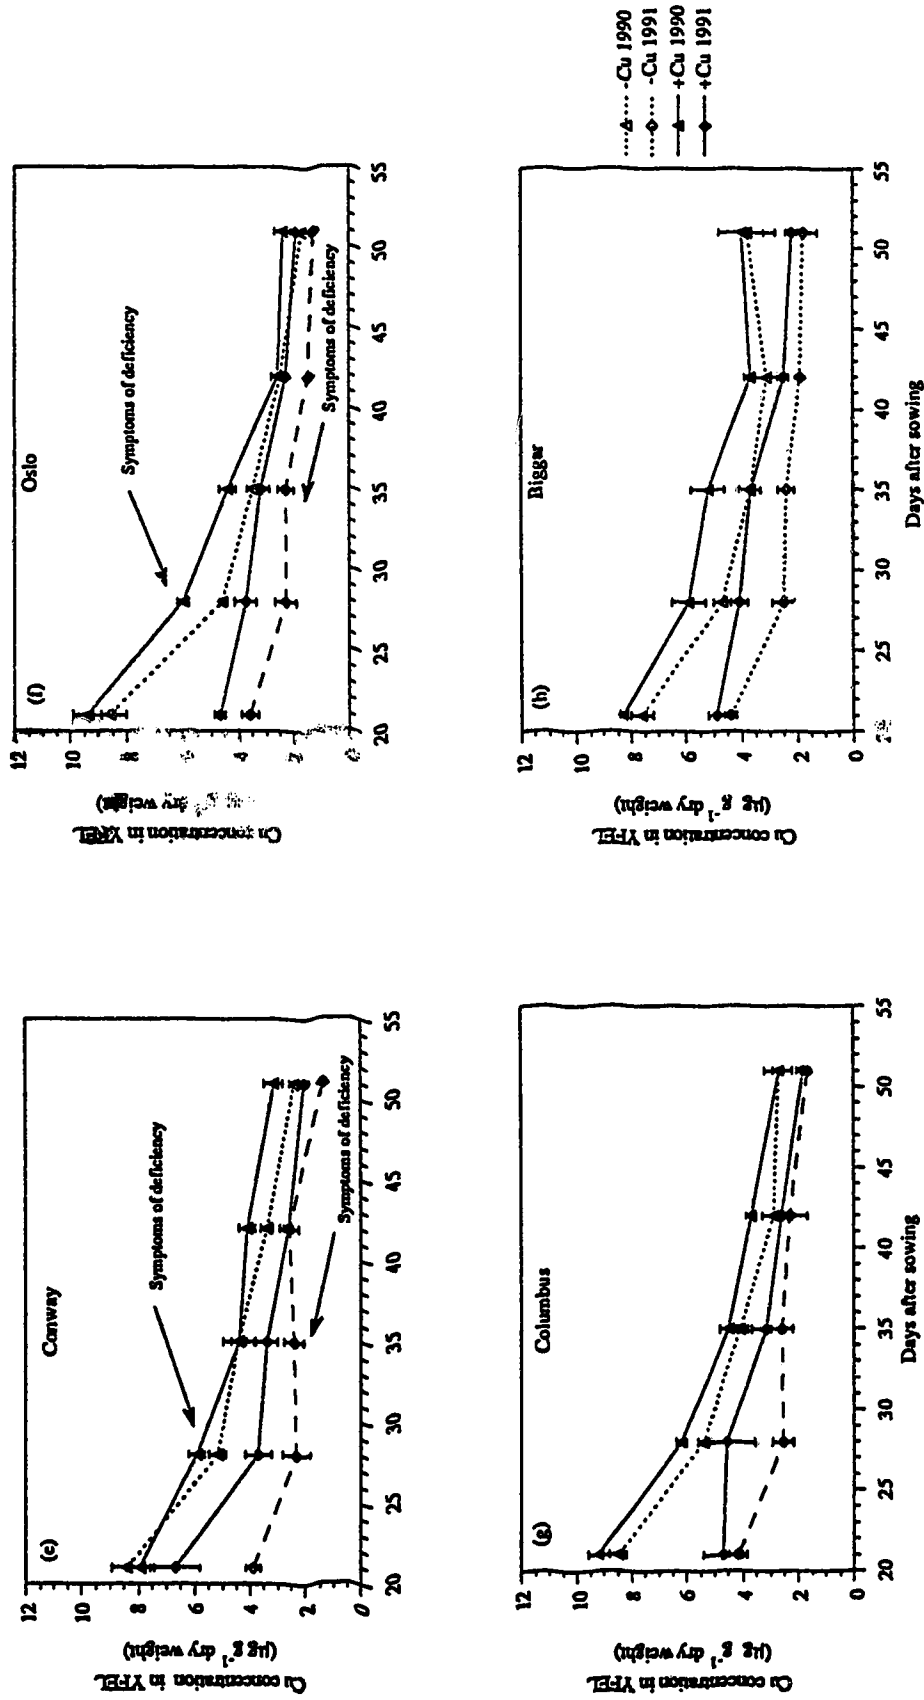 (e)
Conway
Symptoms of deficiency
Symptoms of deficiency
Cu concentration in YFEL
(µg g⁻¹ dry weight)
12
10
8
6
4
2
0
20
25
30
35
40
45
50
55
(f)
Oslo
Symptoms of deficiency
Symptoms of deficiency
Cu concentration in YFEL
(µg g⁻¹ dry weight)
12
10
8
6
4
2
0
20
25
30
35
40
45
50
55
(g)
Columbus
Cu concentration in YFEL
(µg g⁻¹ dry weight)
12
10
8
6
4
2
0
20
25
30
35
40
45
50
55
Days after sowing
(h)
Biggar
Cu concentration in YFEL
(µg g⁻¹ dry weight)
12
10
8
6
4
2
0
25
30
35
40
45
50
55
Days after sowing
-Cu 1990
-Cu 1991
+Cu 1990
+Cu 1991